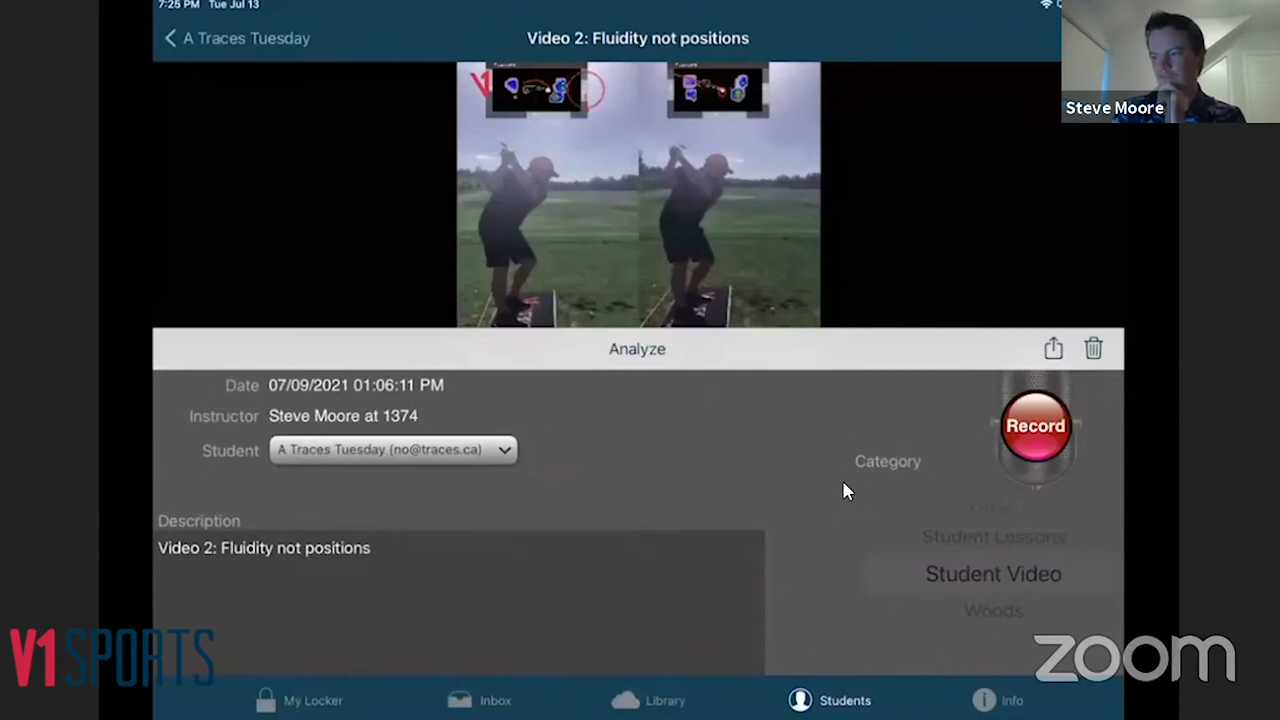 7:25 PM Tue Jul 13
A Traces Tuesday
Video 2: Fluidity not positions
Steve Moore
V1
Analyze
Date 07/09/2021 01:06:11 PM
Instructor Steve Moore at 1374
Student A Traces Tuesday (no@traces.ca)
Record
Category
Student Lessons
Student Video
Woods
Description
Video 2: Fluidity not positions
V1 SPORTS
zoom
My Locker
Inbox
Library
Students
Info